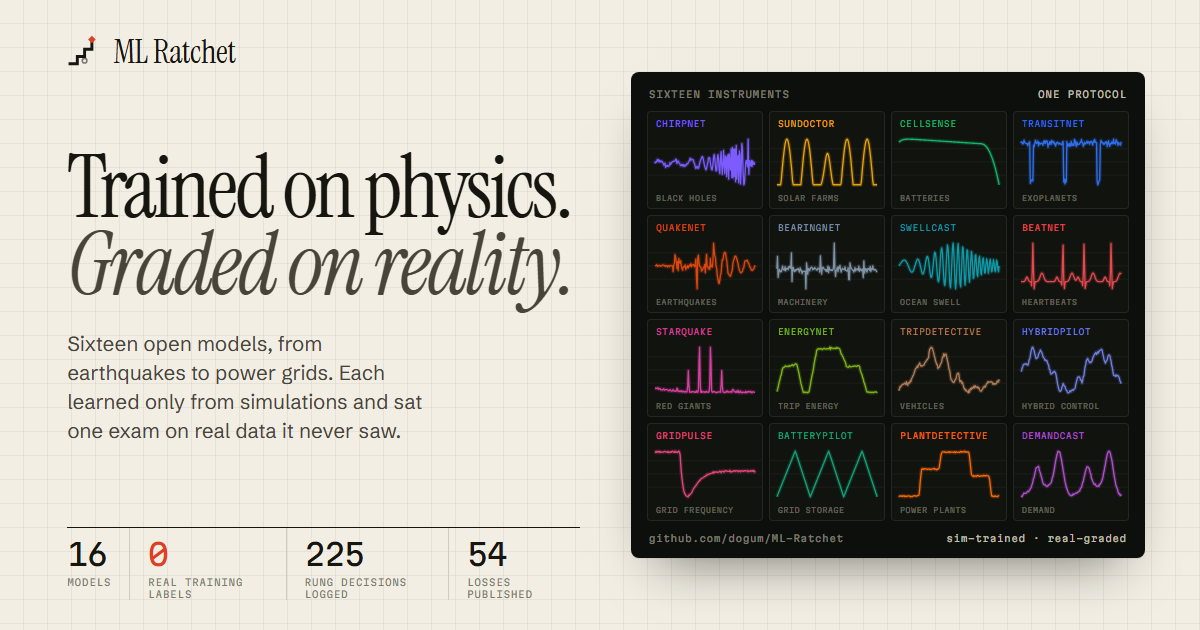 ML Ratchet
Trained on physics.
Graded on reality.
Sixteen open models, from
earthquakes to power grids. Each
learned only from simulations and sat
one exam on real data it never saw.
16
MODELS
0
REAL TRAINING
LABELS
225
RUNG DECISIONS
LOGGED
54
LOSSES
PUBLISHED
SIXTEEN INSTRUMENTS
ONE PROTOCOL
CHIRPNET
BLACK HOLES
SUNDOCTOR
SOLAR FARMS
CELLSENSE
BATTERIES
TRANSITNET
EXOPLANETS
QUAKENET
EARTHQUAKES
BEARINGNET
MACHINERY
SWELLCAST
OCEAN SWELL
BEATNET
HEARTBEATS
STARQUAKE
RED GIANTS
ENERGYNET
TRIP ENERGY
TRIPDETECTIVE
VEHICLES
HYBRIDPILOT
HYBRID CONTROL
GRIDPULSE
GRID FREQUENCY
BATTERYPILOT
GRID STORAGE
PLANTDETECTIVE
POWER PLANTS
DEMANDCAST
DEMAND
github.com/dogum/ML-Ratchet
sim-trained · real-graded